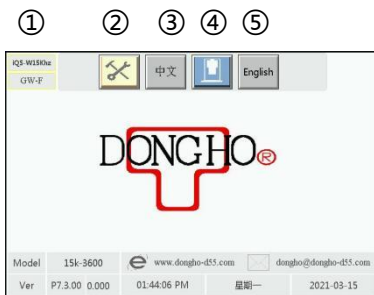 ① ② ③ ④ ⑤
iQ5-W15Khz
GW-F
中文 English
DONGHO®
Model 15k-3600 www.dongho-d55.com dongho@dongho-d55.com
Ver P7.3.00 0.000 01:44:06 PM 星期一 2021-03-15